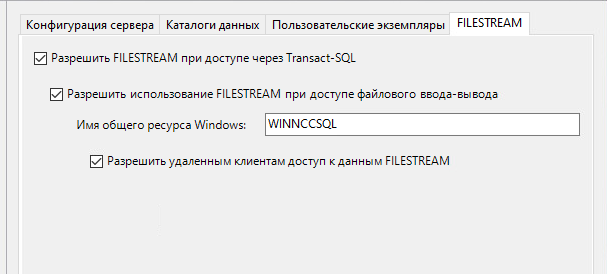 Конфигурация сервера Каталоги данных Пользовательские экземпляры FILESTREAM
Разрешить FILESTREAM при доступе через Transact-SQL
Разрешить использование FILESTREAM при доступе файлового ввода-вывода
Имя общего ресурса Windows: WINNCCSQL
Разрешить удаленным клиентам доступ к данным FILESTREAM